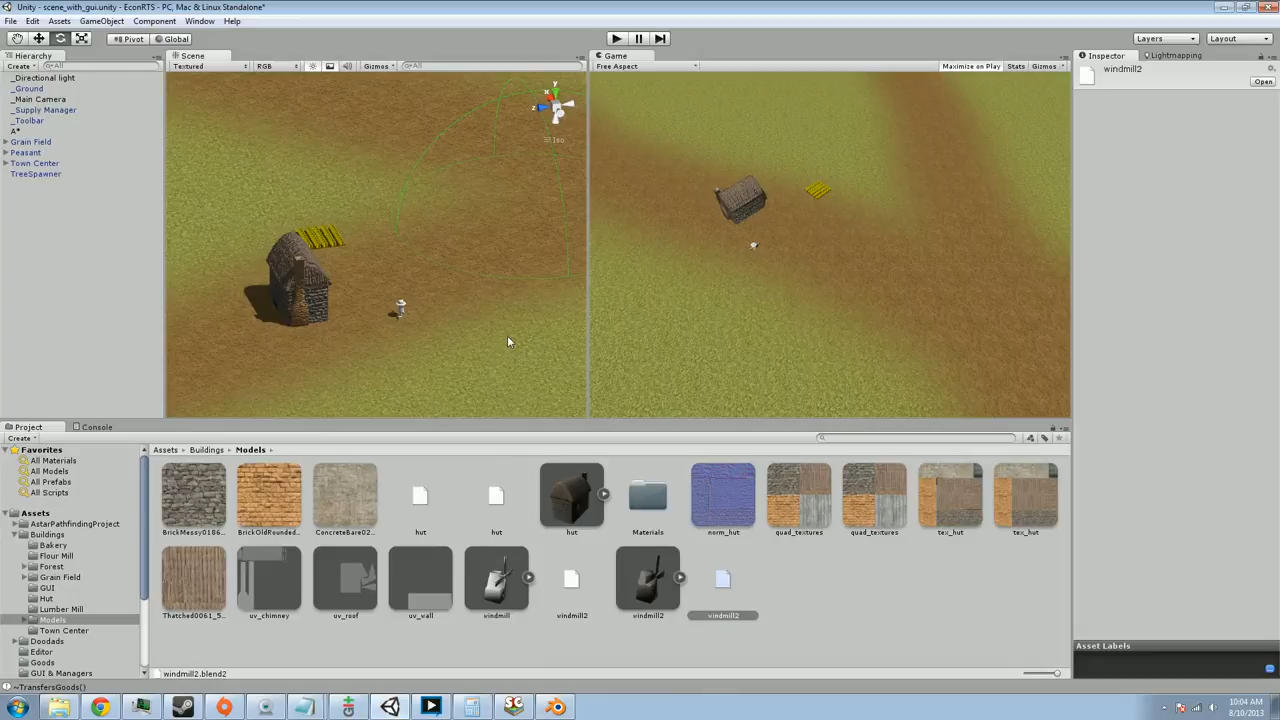 Unity - scene_with_gui.unity - EconRTS - PC, Mac & Linux Standalone*
File Edit Assets GameObject Component Window Help
Pivot Global Layers Layout
Hierarchy Scene Game Inspector Lightmapping
Create All Textured RGB Gizmos All Free Aspect Maximize on Play Stats Gizmos windmill2
Open
_Directional light
_Ground
_Main Camera
_Supply Manager
_Toolbar
A*
Grain Field
Peasant
Town Center
TreeSpawner
y
x
z
Iso
Project Console
Create
Favorites
All Materials
All Models
All Prefabs
All Scripts
Assets
AstarPathfindingProject
Buildings
Bakery
Flour Mill
Forest
Grain Field
GUI
Hut
Lumber Mill
Models
Town Center
Doodads
Editor
Goods
GUI & Managers
Assets Buildings Models
BrickMessy0186... BrickOldRounded... ConcreteBare02... hut hut hut Materials norm_hut quad_textures quad_textures tex_hut tex_hut
Thatched0061_5... uv_chimney uv_roof uv_wall windmill windmill2 windmill2 windmill2
windmill2.blend2
Asset Labels
~TransfersGoods()
10:04 AM
8/10/2013